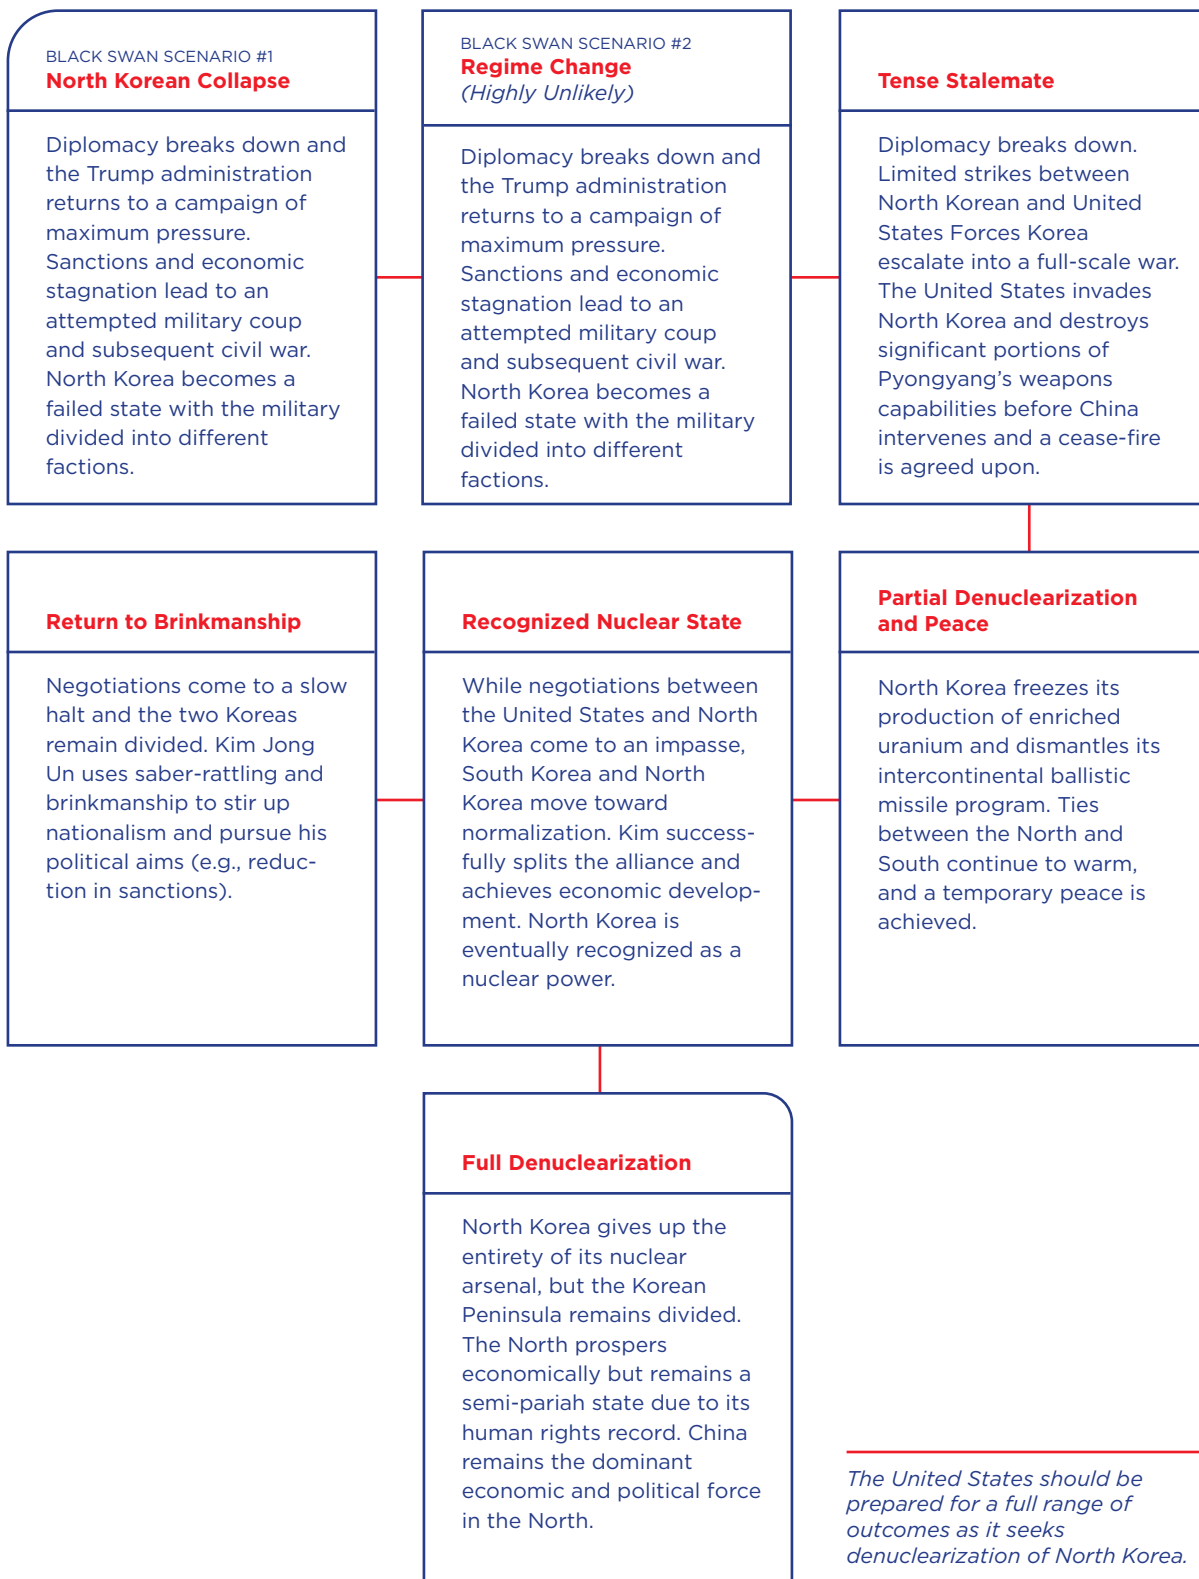 BLACK SWAN SCENARIO #1
North Korean Collapse
Diplomacy breaks down and
the Trump administration
returns to a campaign of
maximum pressure.
Sanctions and economic
stagnation lead to an
attempted military coup
and subsequent civil war.
North Korea becomes a
failed state with the military
divided into different
factions.
BLACK SWAN SCENARIO #2
Regime Change
(Highly Unlikely)
Diplomacy breaks down and
the Trump administration
returns to a campaign of
maximum pressure.
Sanctions and economic
stagnation lead to an
attempted military coup
and subsequent civil war.
North Korea becomes a
failed state with the military
divided into different
factions.
Tense Stalemate
Diplomacy breaks down.
Limited strikes between
North Korean and United
States Forces Korea
escalate into a full-scale war.
The United States invades
North Korea and destroys
significant portions of
Pyongyang’s weapons
capabilities before China
intervenes and a cease-fire
is agreed upon.
Return to Brinkmanship
Negotiations come to a slow
halt and the two Koreas
remain divided. Kim Jong
Un uses saber-rattling and
brinkmanship to stir up
nationalism and pursue his
political aims (e.g., reduc-
tion in sanctions).
Recognized Nuclear State
While negotiations between
the United States and North
Korea come to an impasse,
South Korea and North
Korea move toward
normalization. Kim success-
fully splits the alliance and
achieves economic develop-
ment. North Korea is
eventually recognized as a
nuclear power.
Partial Denuclearization
and Peace
North Korea freezes its
production of enriched
uranium and dismantles its
intercontinental ballistic
missile program. Ties
between the North and
South continue to warm,
and a temporary peace is
achieved.
Full Denuclearization
North Korea gives up the
entirety of its nuclear
arsenal, but the Korean
Peninsula remains divided.
The North prospers
economically but remains a
semi-pariah state due to its
human rights record. China
remains the dominant
economic and political force
in the North.
The United States should be
prepared for a full range of
outcomes as it seeks
denuclearization of North Korea.